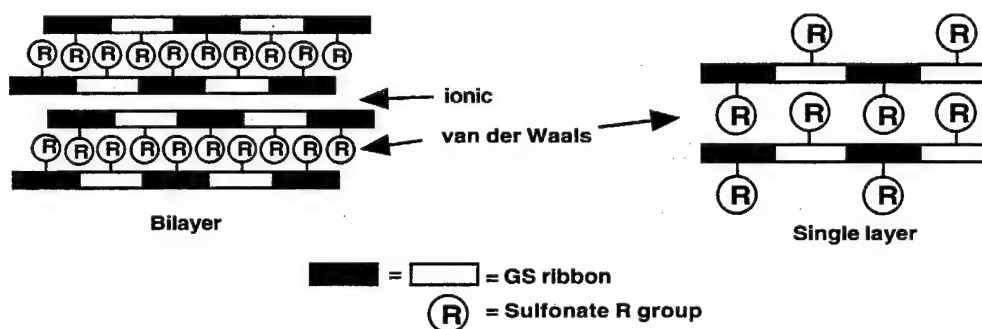 R R
R R R R R R R R R R
ionic
R R R R
van der Waals
R R R R R R R R R R
R R
Bilayer
Single layer
= = GS ribbon
R = Sulfonate R group